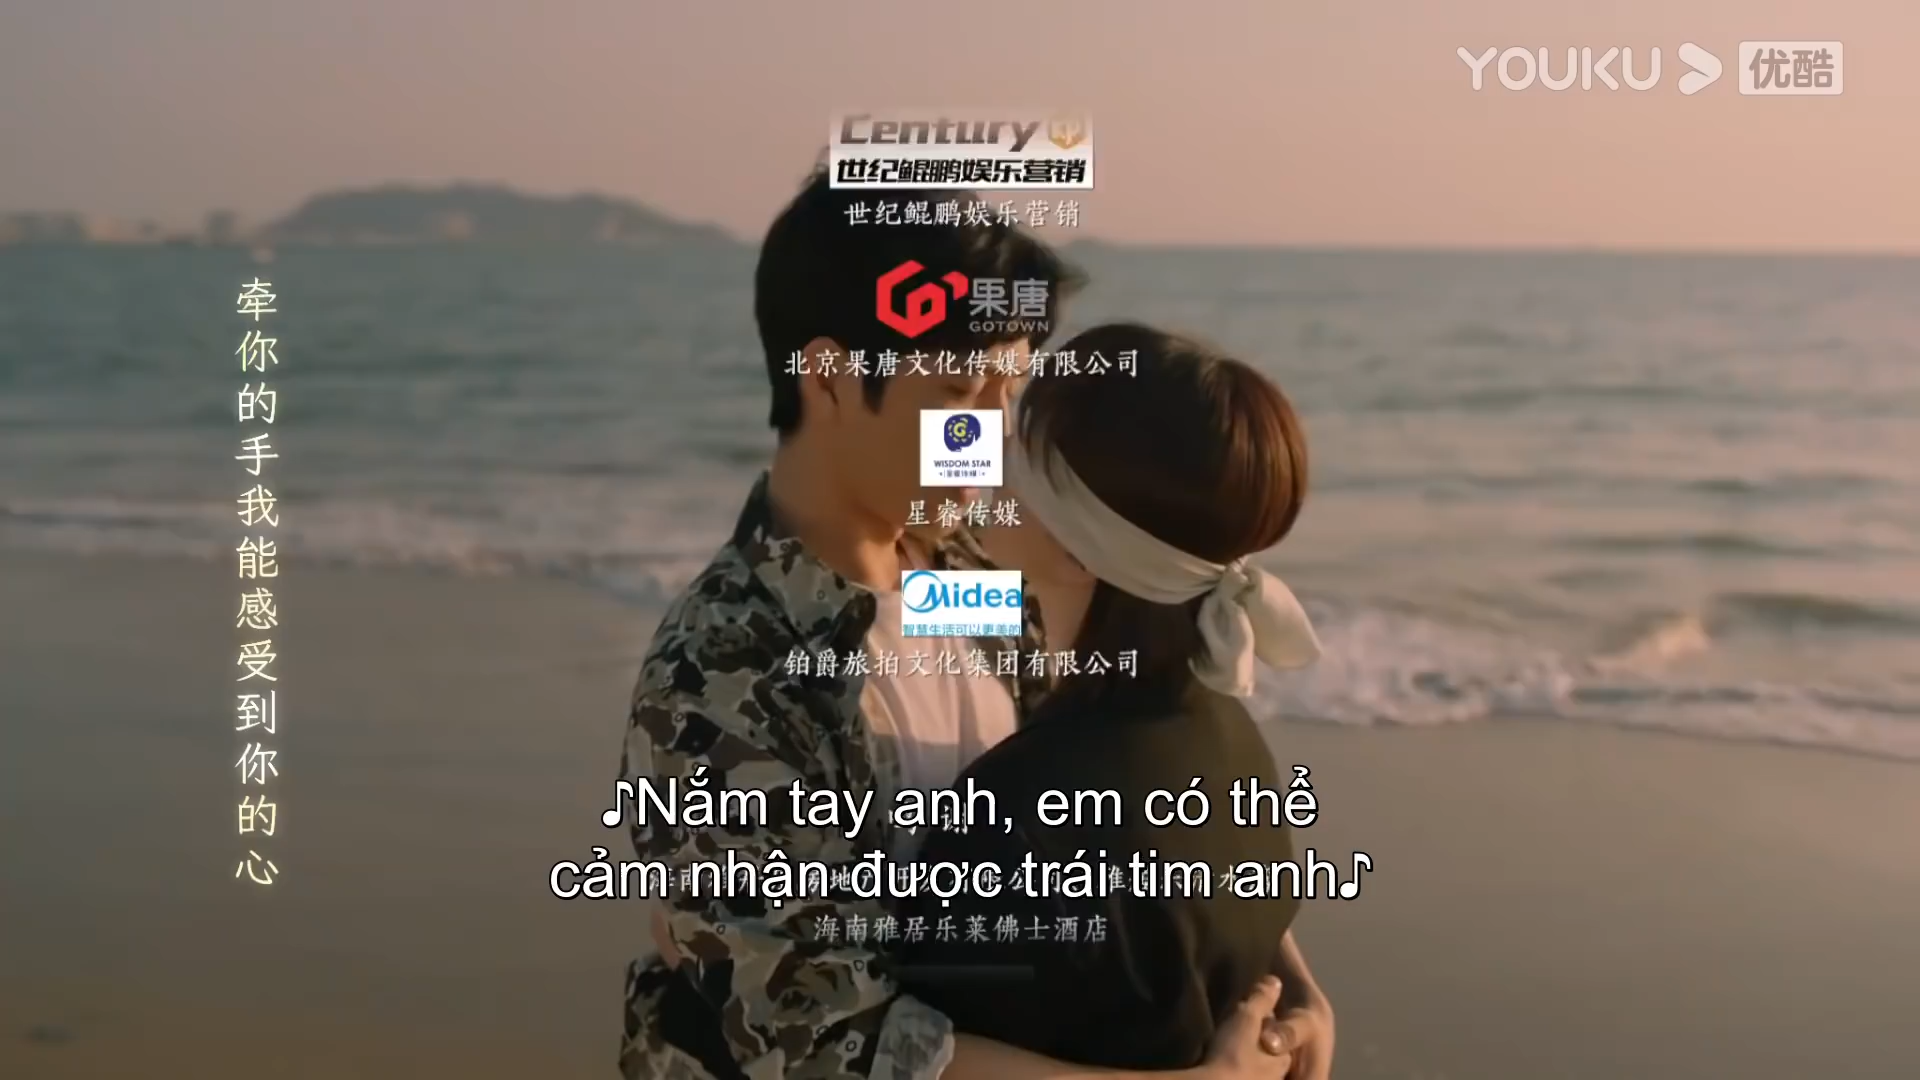 YOUKU 优酷
Century
世纪鲲鹏娱乐营销
世纪鲲鹏娱乐营销
果唐
GOTOWN
北京果唐文化传媒有限公司
WISDOM STAR
星睿传媒
Midea
智慧生活可以更美的
铂爵旅拍文化集团有限公司
牵你的手我能感受到你的心
♪Nắm tay anh, em có thể
cảm nhận được trái tim anh♪
海南雅居乐莱佛士酒店